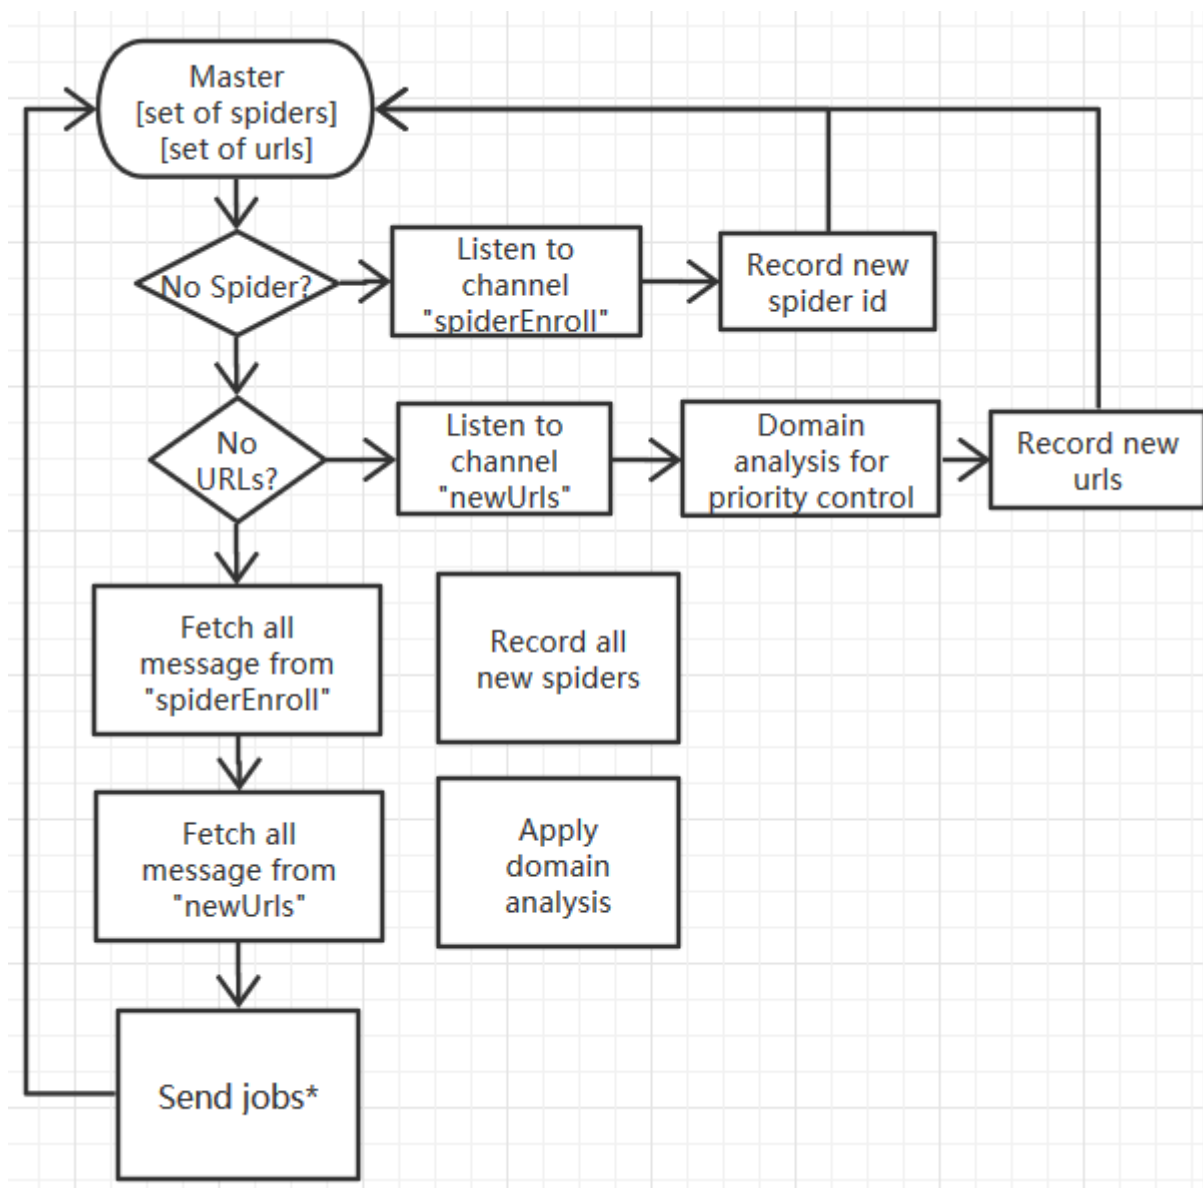 Master
[set of spiders]
[set of urls]
No Spider?
Listen to
channel
"spiderEnroll"
Record new
spider id
No
URLs?
Listen to
channel
"newUrls"
Domain
analysis for
priority control
Record new
urls
Fetch all
message from
"spiderEnroll"
Record all
new spiders
Fetch all
message from
"newUrls"
Apply
domain
analysis
Send jobs*